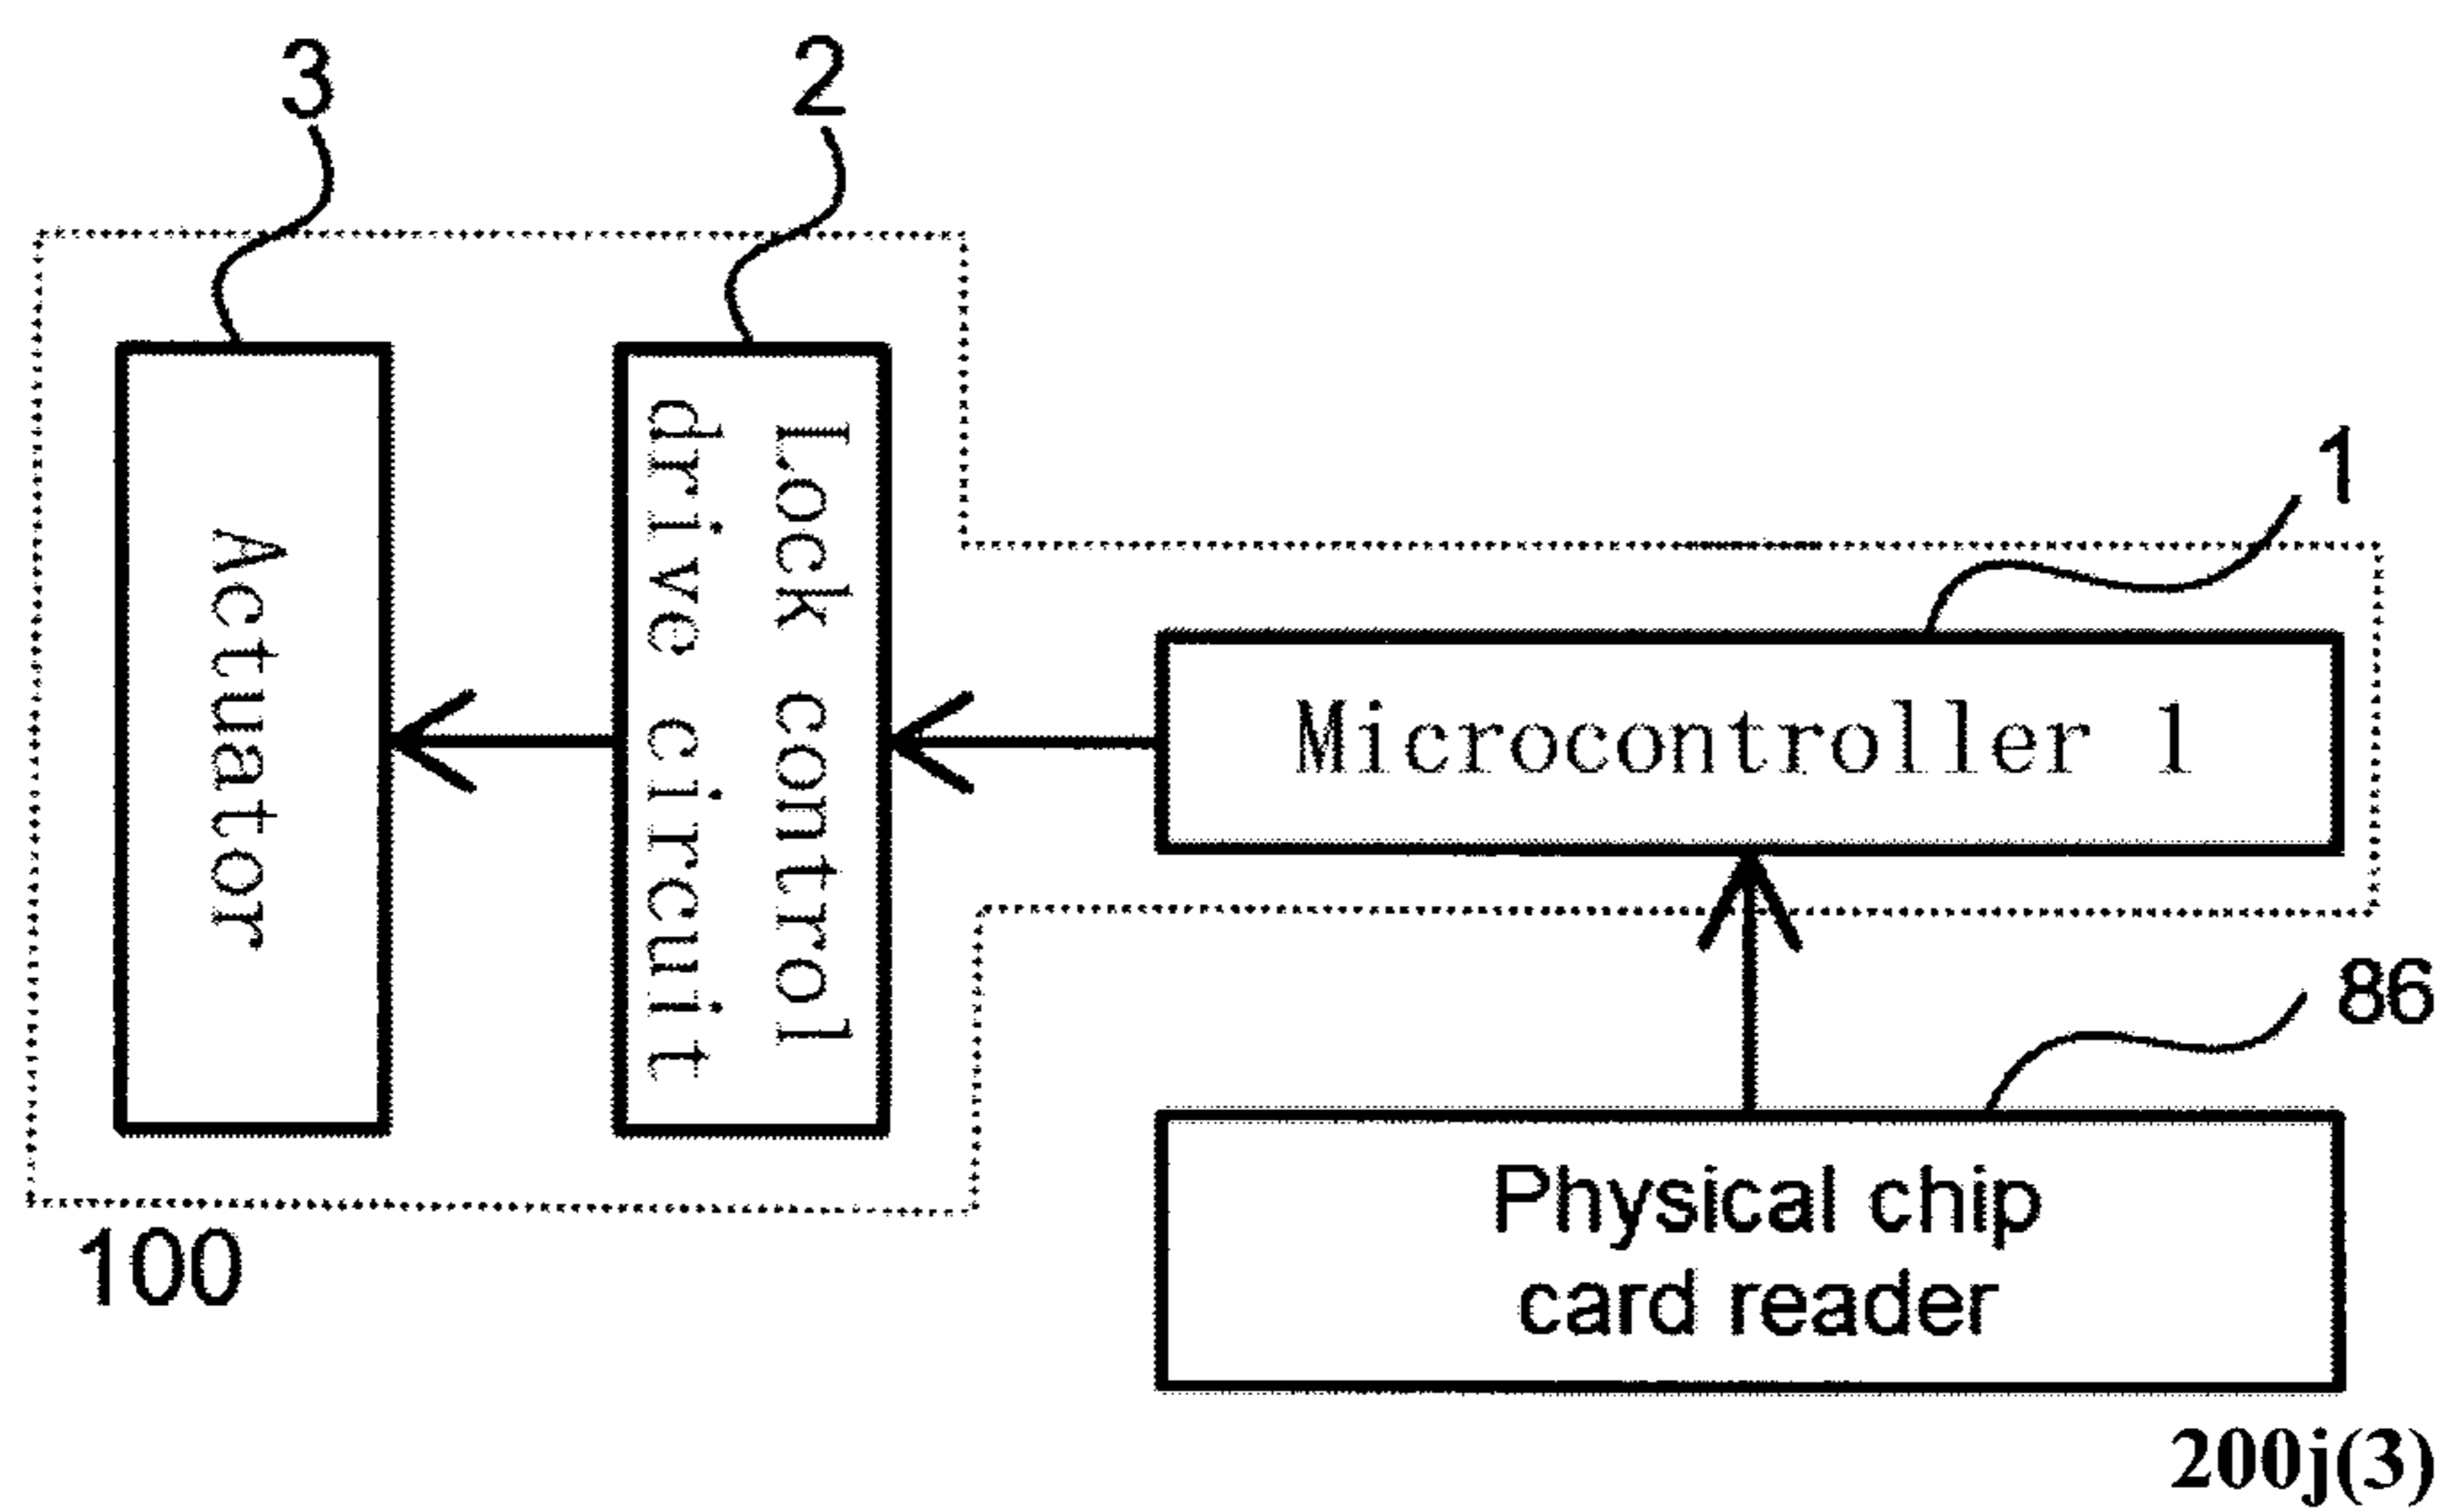 3
2
1
Actuator
Lock control
drive circuit
Microcontroller 1
86
Physical chip
card reader
100
200j(3)